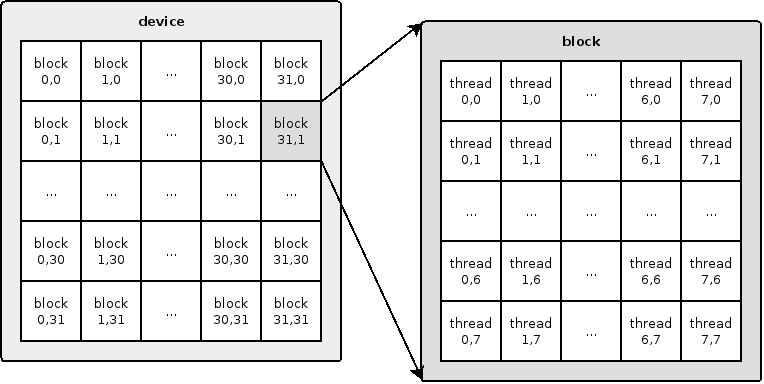 device
block
0,0
block
1,0
...
block
30,0
block
31,0
block
0,1
block
1,1
...
block
30,1
block
31,1
...
...
...
...
...
block
0,30
block
1,30
...
block
30,30
block
31,30
block
0,31
block
1,31
...
block
30,31
block
31,31
block
thread
0,0
thread
1,0
...
thread
6,0
thread
7,0
thread
0,1
thread
1,1
...
thread
6,1
thread
7,1
...
...
...
...
...
thread
0,6
thread
1,6
...
thread
6,6
thread
7,6
thread
0,7
thread
1,7
...
thread
6,7
thread
7,7